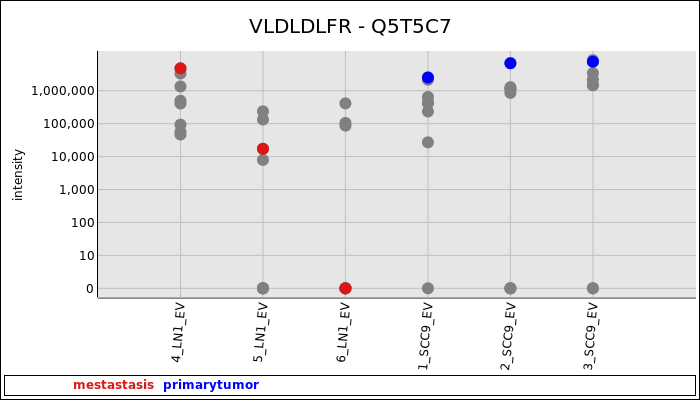 VLDLDLFR - Q5T5C7
intensity
1,000,000
100,000
10,000
1,000
100
10
0
4_LN1_EV
5_LN1_EV
6_LN1_EV
1_SCC9_EV
2_SCC9_EV
3_SCC9_EV
mestastasis primarytumor